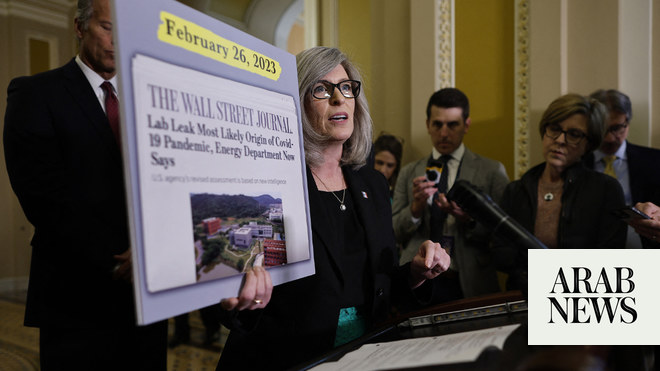 February 26, 2023
THE WALL STREET JOURNAL.
Lab Leak Most Likely Origin of Covid-
19 Pandemic, Energy Department Now
Says
U.S. agency's revised assessment is based on new intelligence
ARAB
NEWS